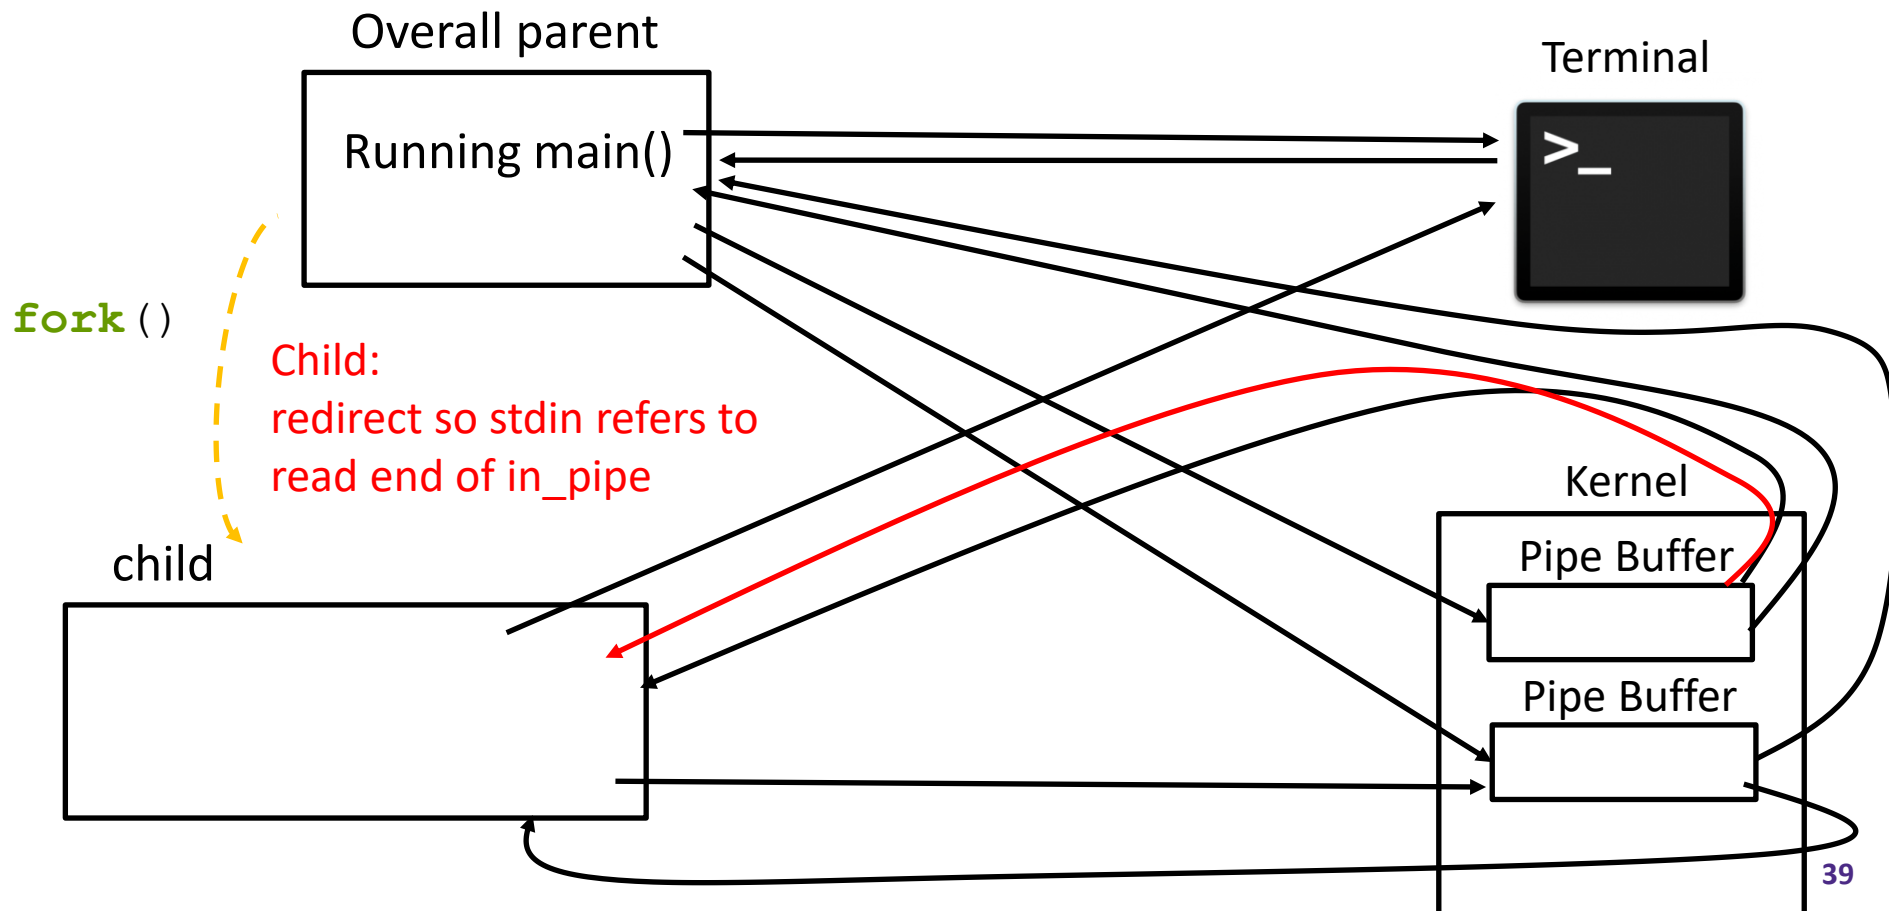 Overall parent
Terminal
Running main()
>_
fork()
Child:
redirect so stdin refers to
read end of in_pipe
Kernel
child
Pipe Buffer
Pipe Buffer
39